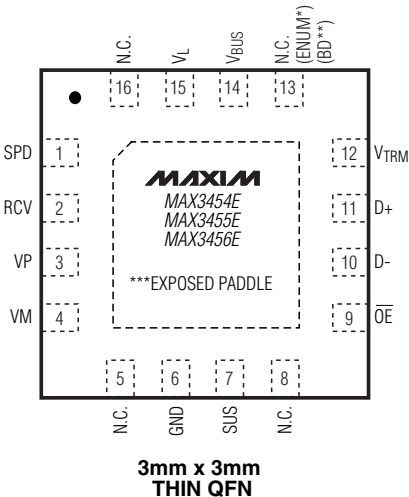 N.C.
VL
VBUS
N.C.
(ENUM*)
(BD**)
16
15
14
13
SPD 1
12 VTRM
RCV 2
11 D+
VP 3
10 D-
VM 4
9 OE
MAXIM
MAX3454E
MAX3455E
MAX3456E
***EXPOSED PADDLE
5
6
7
8
N.C.
GND
SUS
N.C.
3mm x 3mm
THIN QFN